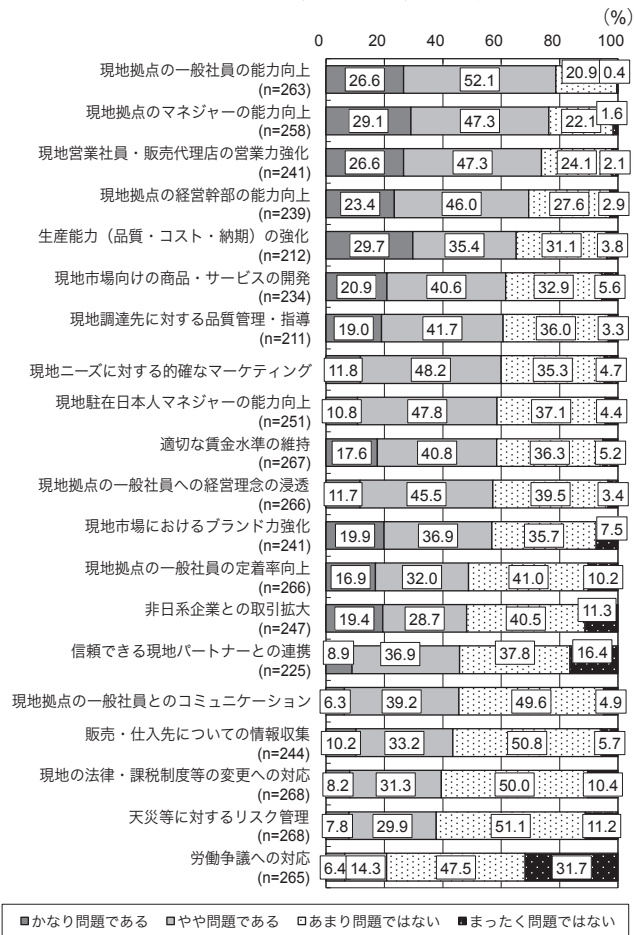 (%)
0 20 40 60 80 100
現地拠点の一般社員の能力向上
(n=263)
26.6 52.1 20.9 0.4
現地拠点のマネジャーの能力向上
(n=258)
29.1 47.3 22.1 1.6
現地営業社員・販売代理店の営業力強化
(n=241)
26.6 47.3 24.1 2.1
現地拠点の経営幹部の能力向上
(n=239)
23.4 46.0 27.6 2.9
生産能力（品質・コスト・納期）の強化
(n=212)
29.7 35.4 31.1 3.8
現地市場向けの商品・サービスの開発
(n=234)
20.9 40.6 32.9 5.6
現地調達先に対する品質管理・指導
(n=211)
19.0 41.7 36.0 3.3
現地ニーズに対する的確なマーケティング
11.8 48.2 35.3 4.7
現地駐在日本人マネジャーの能力向上
(n=251)
10.8 47.8 37.1 4.4
適切な賃金水準の維持
(n=267)
17.6 40.8 36.3 5.2
現地拠点の一般社員への経営理念の浸透
(n=266)
11.7 45.5 39.5 3.4
現地市場におけるブランド力強化
(n=241)
19.9 36.9 35.7 7.5
現地拠点の一般社員の定着率向上
(n=266)
16.9 32.0 41.0 10.2
非日系企業との取引拡大
(n=247)
19.4 28.7 40.5 11.3
信頼できる現地パートナーとの連携
(n=225)
8.9 36.9 37.8 16.4
現地拠点の一般社員とのコミュニケーション
6.3 39.2 49.6 4.9
販売・仕入先についての情報収集
(n=244)
10.2 33.2 50.8 5.7
現地の法律・課税制度等の変更への対応
(n=268)
8.2 31.3 50.0 10.4
天災等に対するリスク管理
(n=268)
7.8 29.9 51.1 11.2
労働争議への対応
(n=265)
6.4 14.3 47.5 31.7
かなり問題である やや問題である あまり問題ではない まったく問題ではない